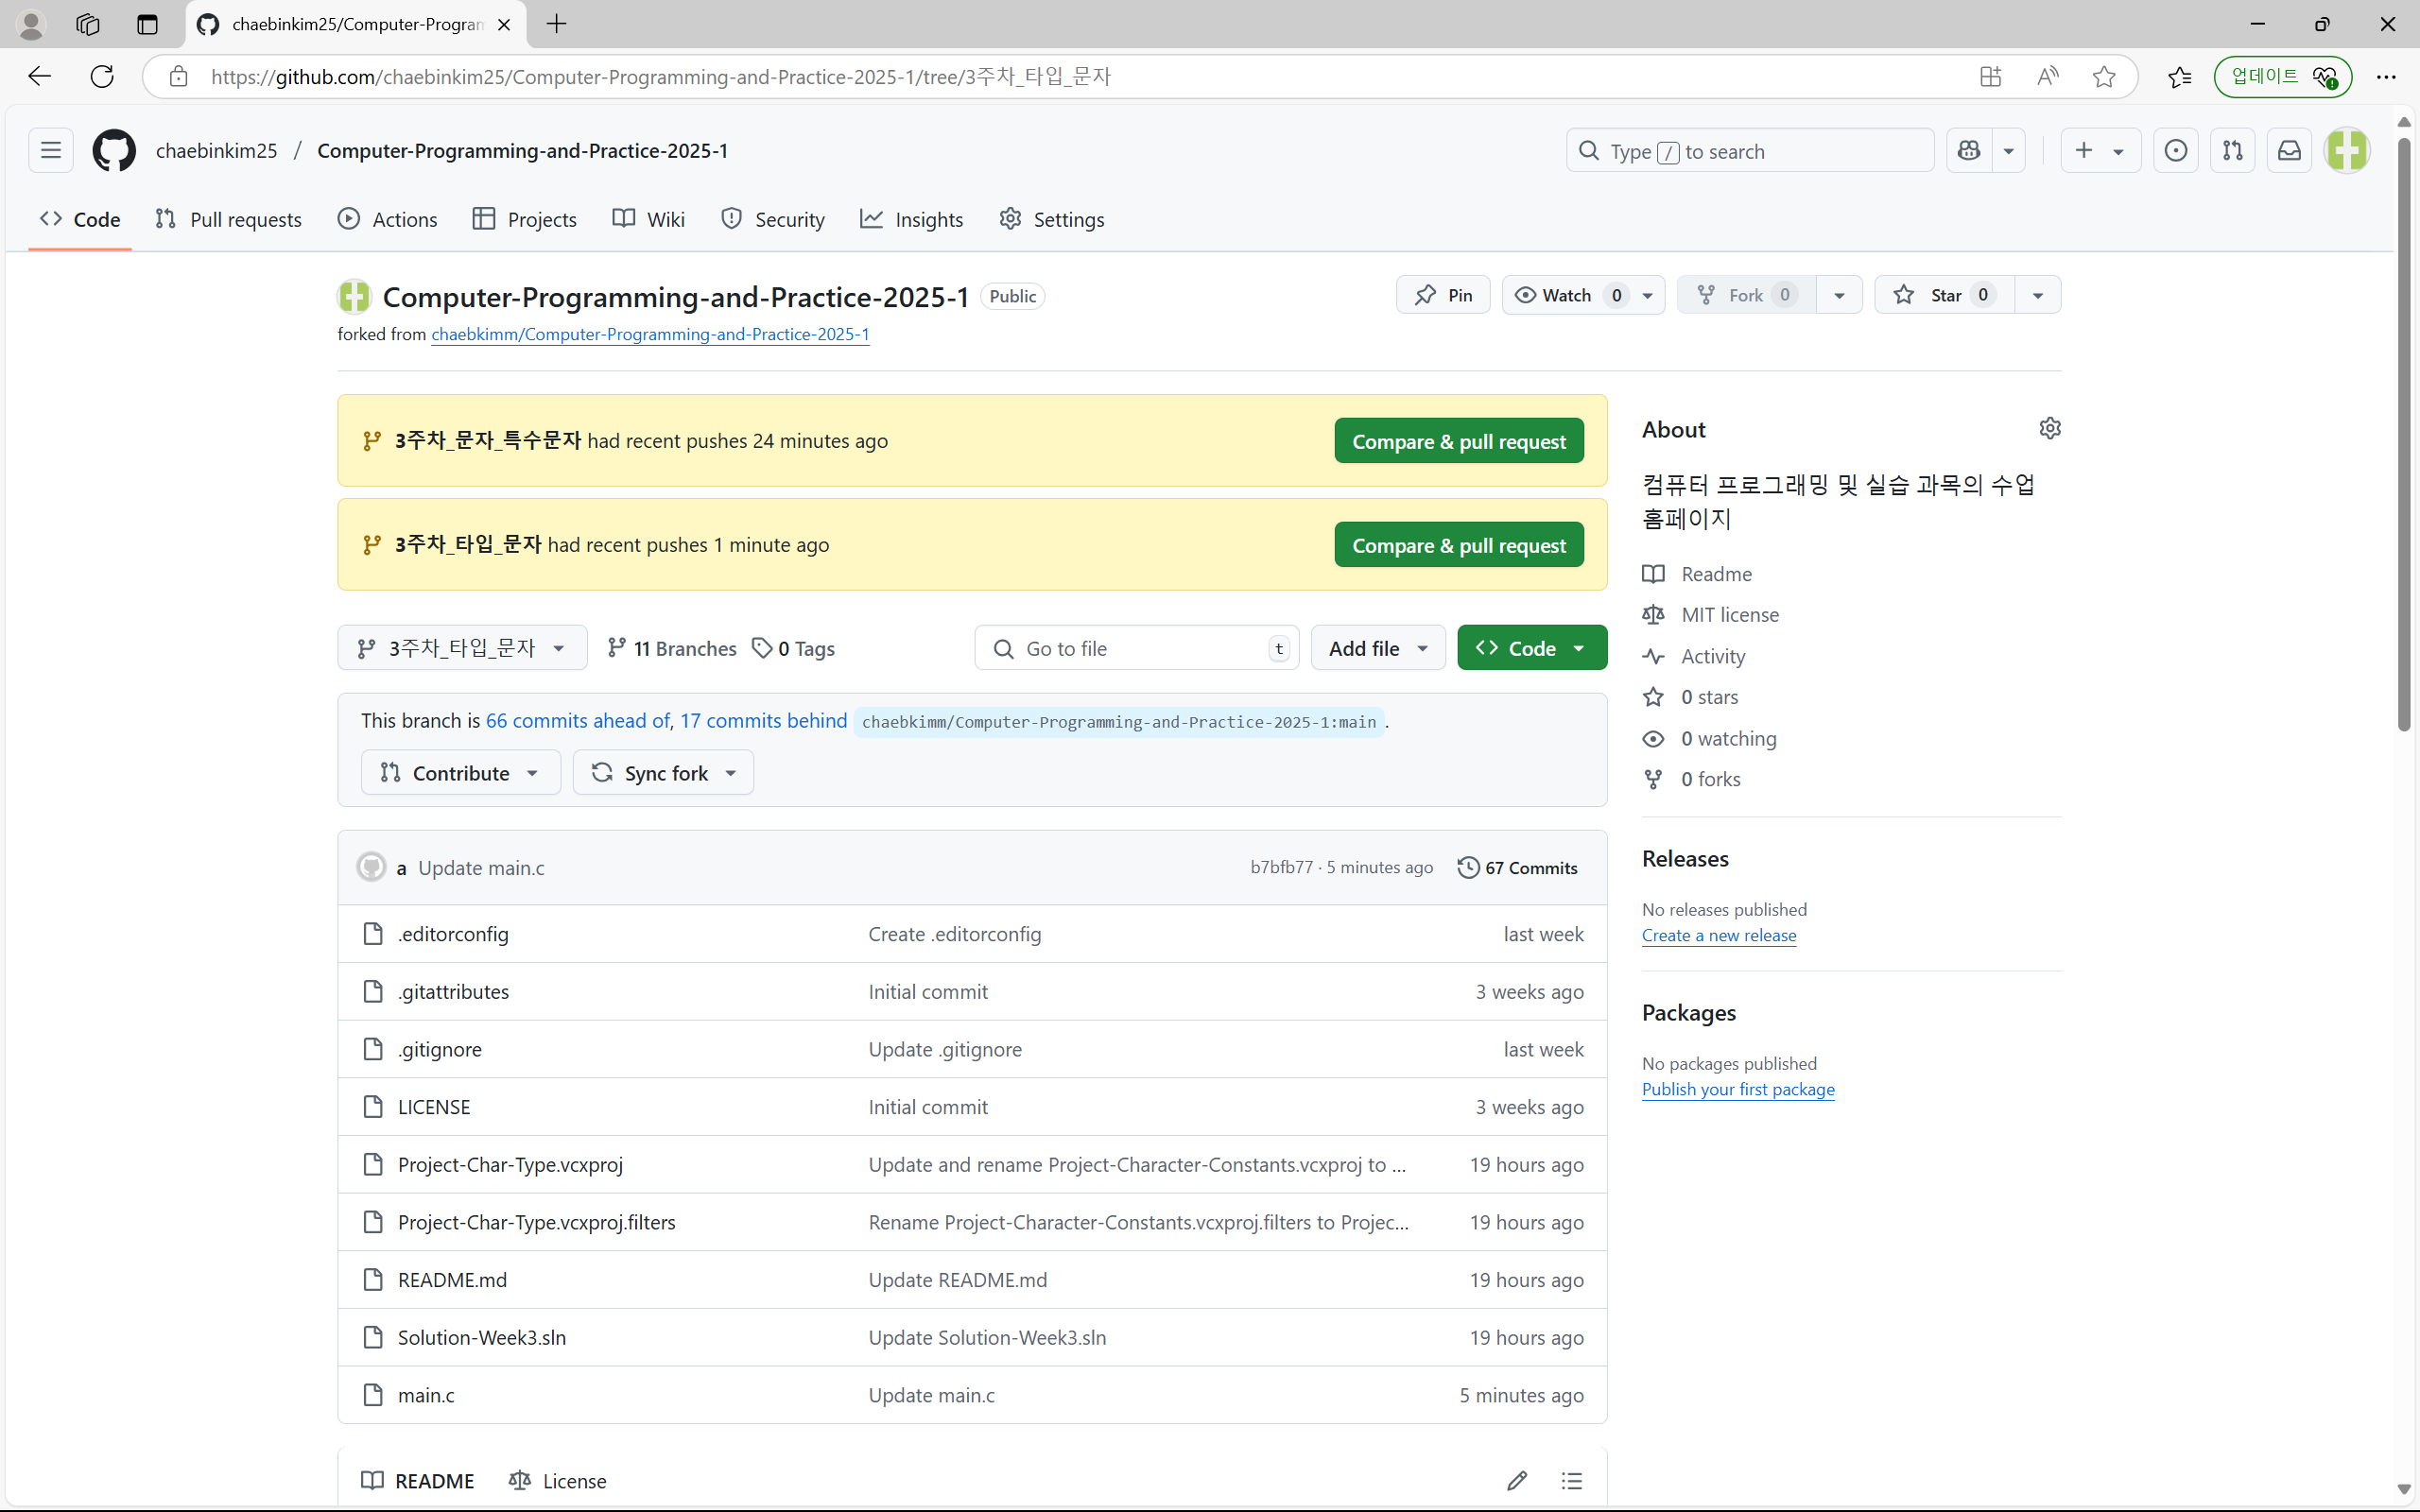 chaebinkim25/Computer-Program
https://github.com/chaebinkim25/Computer-Programming-and-Practice-2025-1/tree/3주차_타입_문자
업데이트
chaebinkim25 / Computer-Programming-and-Practice-2025-1
Type / to search
Code Pull requests Actions Projects Wiki Security Insights Settings
Computer-Programming-and-Practice-2025-1 Public
Pin Watch 0 Fork 0 Star 0
forked from chaebkimm/Computer-Programming-and-Practice-2025-1
3주차_문자_특수문자 had recent pushes 24 minutes ago Compare & pull request
3주차_타입_문자 had recent pushes 1 minute ago Compare & pull request
3주차_타입_문자 11 Branches 0 Tags Go to file t Add file Code
This branch is 66 commits ahead of, 17 commits behind chaebkimm/Computer-Programming-and-Practice-2025-1:main .
Contribute Sync fork
a Update main.c b7bfb77 · 5 minutes ago 67 Commits
.editorconfig Create .editorconfig last week
.gitattributes Initial commit 3 weeks ago
.gitignore Update .gitignore last week
LICENSE Initial commit 3 weeks ago
Project-Char-Type.vcxproj Update and rename Project-Character-Constants.vcxproj to ... 19 hours ago
Project-Char-Type.vcxproj.filters Rename Project-Character-Constants.vcxproj.filters to Projec... 19 hours ago
README.md Update README.md 19 hours ago
Solution-Week3.sln Update Solution-Week3.sln 19 hours ago
main.c Update main.c 5 minutes ago
README License
About
컴퓨터 프로그래밍 및 실습 과목의 수업
홈페이지
Readme
MIT license
Activity
0 stars
0 watching
0 forks
Releases
No releases published
Create a new release
Packages
No packages published
Publish your first package